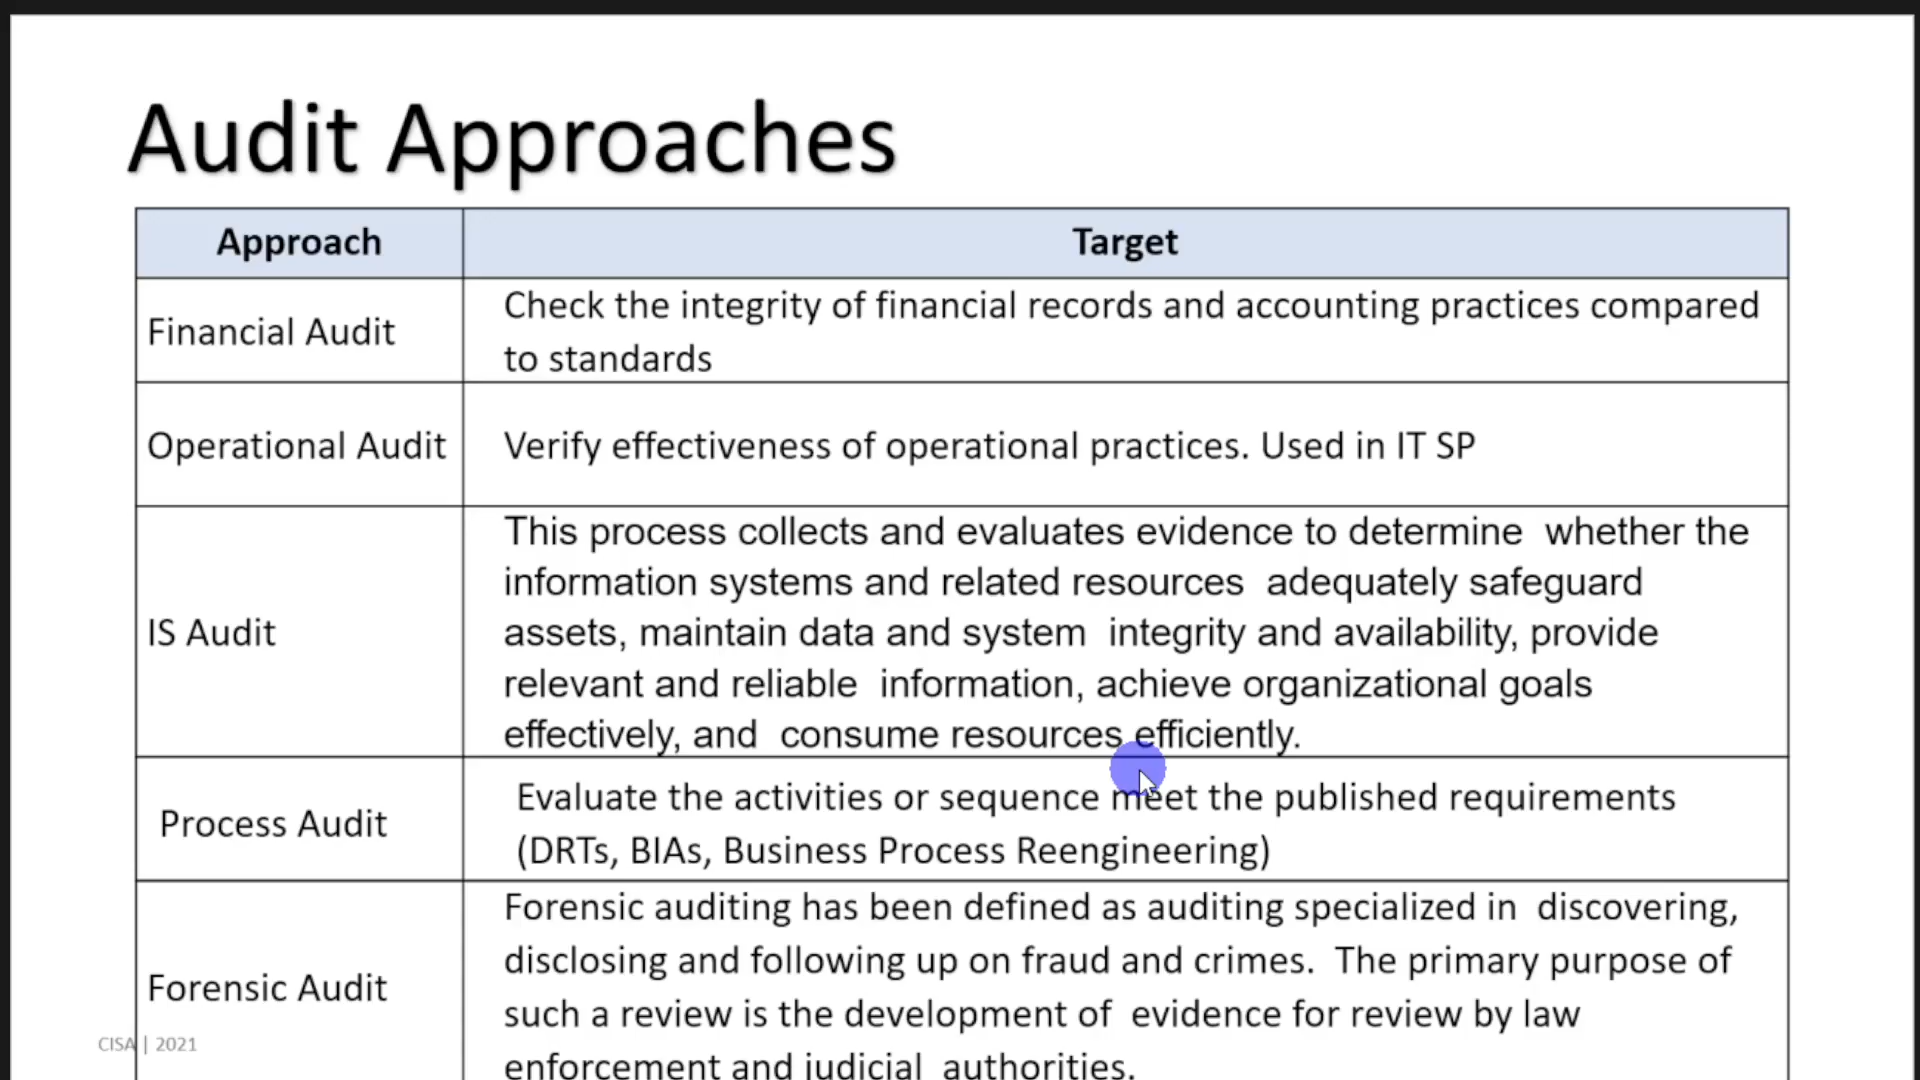 Audit Approaches
Approach
Target
Financial Audit
Check the integrity of financial records and accounting practices compared
to standards
Operational Audit
Verify effectiveness of operational practices. Used in IT SP
IS Audit
This process collects and evaluates evidence to determine  whether the
information systems and related resources  adequately safeguard
assets, maintain data and system  integrity and availability, provide
relevant and reliable  information, achieve organizational goals
effectively, and  consume resources efficiently.
Process Audit
Evaluate the activities or sequence meet the published requirements
(DRTs, BIAs, Business Process Reengineering)
Forensic Audit
Forensic auditing has been defined as auditing specialized in  discovering,
disclosing and following up on fraud and crimes.  The primary purpose of
such a review is the development of  evidence for review by law
enforcement and judicial  authorities.
CISA | 2021